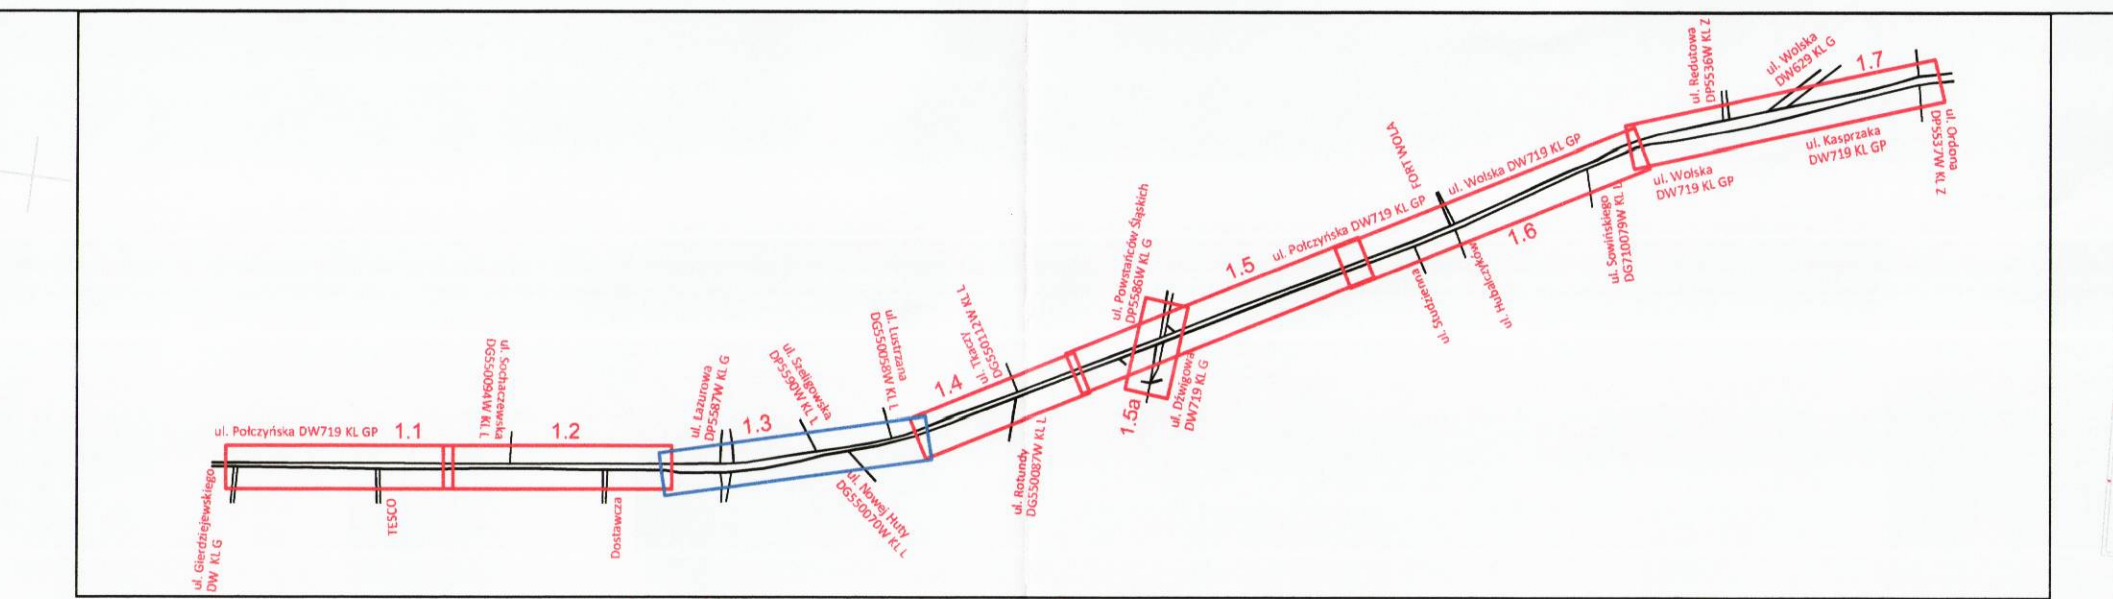 ul. Gierdziejewskiego
DW KL G
ul. Połczyńska DW719 KL GP
1.1
TESCO
ul. Sochaczewska
DG550094W KL L
1.2
Dostawcza
ul. Lazurowa
DP5587W KL G
1.3
ul. Szeligowska
DP5590W KL L
ul. Nowej Huty
DG550070W KL L
ul. Lustrzana
DG550058W KL L
1.4
ul. Tkaczy
DG550112W KL L
ul. Rotundy
DG550087W KL L
ul. Powstańców Śląskich
DP5586W KL G
1.5a
ul. Dźwigowa
DW719 KL G
1.5
ul. Połczyńska DW719 KL GP
FORT WOLA
ul. Wolska DW719 KL GP
ul. Studzienna
ul. Hubalczyków
1.6
ul. Sowińskiego
DG710079W KL L
ul. Wolska
DW719 KL GP
ul. Redutowa
DP5536W KL Z
ul. Wolska
DW629 KL G
1.7
ul. Kasprzaka
DW719 KL GP
ul. Ordona
DP5537W KL Z